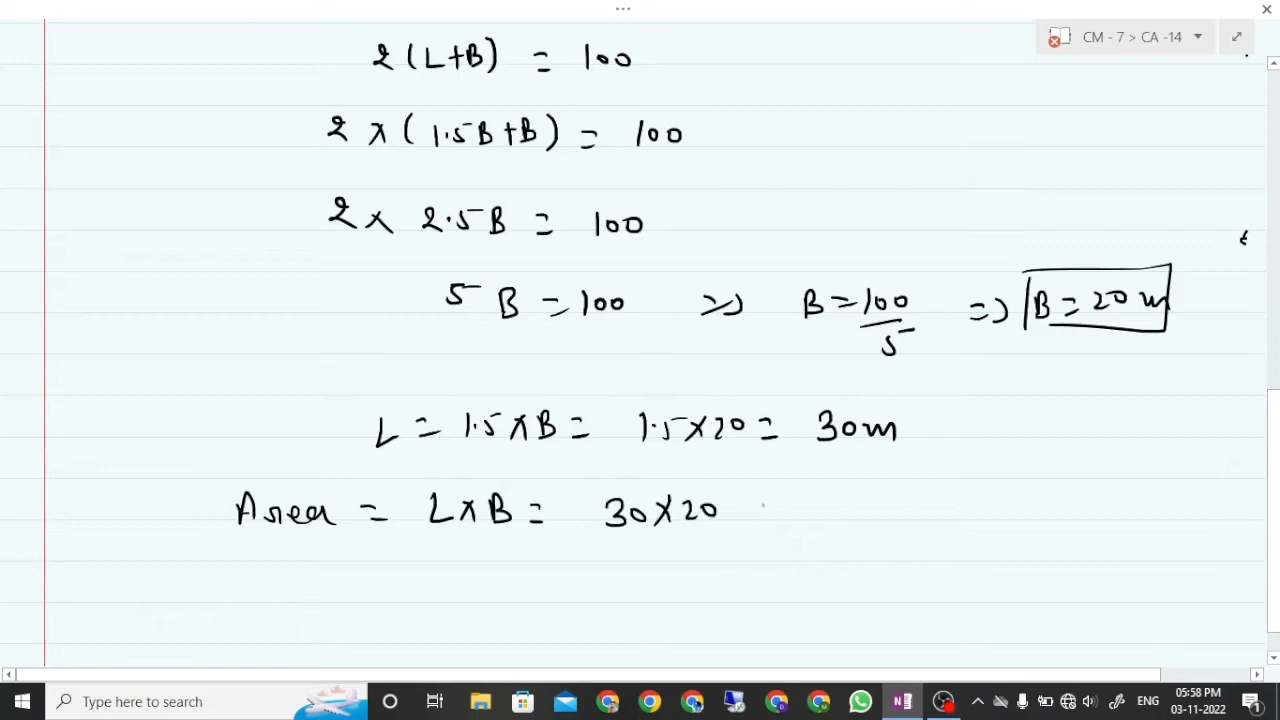 CM - 7 > CA -14
2(L+B) = 100
2 × (1.5B+B) = 100
2 × 2.5B = 100
5 B = 100 => B = 100/5 => B = 20 m
L = 1.5×B = 1.5×20 = 30m
Area = L×B = 30×20
Type here to search
ENG
05:58 PM
03-11-2022
1